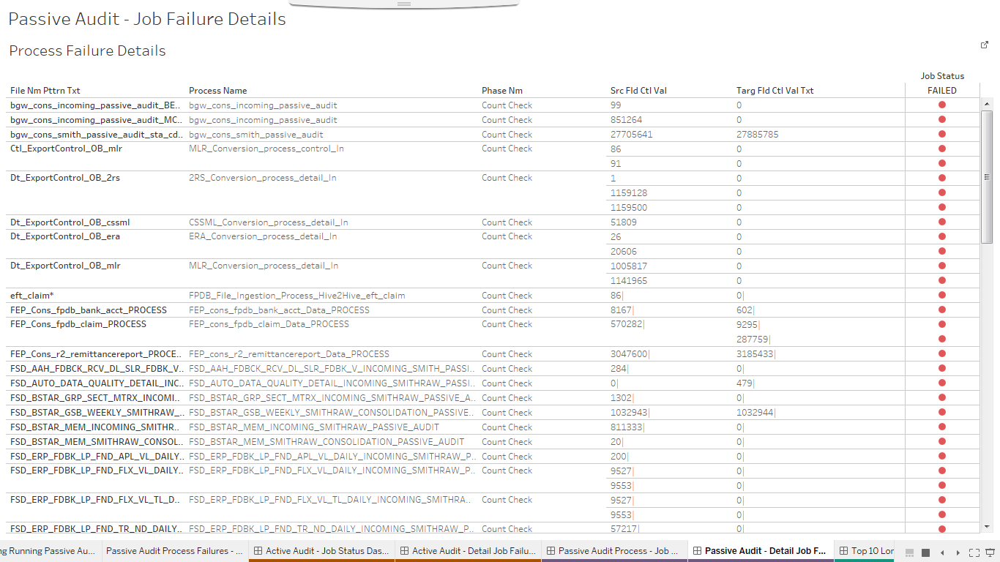 Passive Audit - Job Failure Details
Process Failure Details
Job Status
File Nm Pttrn Txt Process Name Phase Nm Src Fld Ctl Val Targ Fld Ctl Val Txt FAILED
bgw_cons_incoming_passive_audit_BE.. bgw_cons_incoming_passive_audit Count Check 99 0
bgw_cons_incoming_passive_audit_MC.. bgw_cons_incoming_passive_audit Count Check 851264 0
bgw_cons_smith_passive_audit_sta_cd.. bgw_cons_smith_passive_audit Count Check 27705641 27885785
Ctl_ExportControl_OB_mlr MLR_Conversion_process_control_In Count Check 86 0
91 0
Dt_ExportControl_OB_2rs 2RS_Conversion_process_detail_In Count Check 1 0
1159128 0
1159500 0
Dt_ExportControl_OB_cssml CSSML_Conversion_process_detail_In Count Check 51809 0
Dt_ExportControl_OB_era ERA_Conversion_process_detail_In Count Check 26 0
20606 0
Dt_ExportControl_OB_mlr MLR_Conversion_process_detail_In Count Check 1005817 0
1141965 0
eft_claim* FPDB_File_Ingestion_Process_Hive2Hive_eft_claim Count Check 86| 0|
FEP_Cons_fpdb_bank_acct_PROCESS FEP_cons_fpdb_bank_acct_Data_PROCESS Count Check 8167| 602|
FEP_Cons_fpdb_claim_PROCESS FEP_cons_fpdb_claim_Data_PROCESS Count Check 570282| 9295|
287759|
FEP_Cons_r2_remittancereport_PROCE.. FEP_cons_r2_remittancereport_Data_PROCESS Count Check 3047600| 3185433|
FSD_AAH_FDBCK_RCV_DL_SLR_FDBK_V.. FSD_AAH_FDBCK_RCV_DL_SLR_FDBK_V_INCOMING_SMITH_PASSI.. Count Check 284| 0|
FSD_AUTO_DATA_QUALITY_DETAIL_INC.. FSD_AUTO_DATA_QUALITY_DETAIL_INCOMING_SMITHRAW_PASSI.. Count Check 0| 479|
FSD_BSTAR_GRP_SECT_MTRX_INCOMI.. FSD_BSTAR_GRP_SECT_MTRX_INCOMING_SMITHRAW_PASSIVE_A.. Count Check 1302| 0|
FSD_BSTAR_GSB_WEEKLY_SMITHRAW_.. FSD_BSTAR_GSB_WEEKLY_SMITHRAW_CONSOLIDATION_PASSIVE.. Count Check 1032943| 1032944|
FSD_BSTAR_MEM_INCOMING_SMITHR.. FSD_BSTAR_MEM_INCOMING_SMITHRAW_PASSIVE_AUDIT Count Check 811333| 0|
FSD_BSTAR_MEM_SMITHRAW_CONSOL.. FSD_BSTAR_MEM_SMITHRAW_CONSOLIDATION_PASSIVE_AUDIT Count Check 20| 0|
FSD_ERP_FDBK_LP_FND_APL_VL_DAILY.. FSD_ERP_FDBK_LP_FND_APL_VL_DAILY_INCOMING_SMITHRAW_P.. Count Check 200| 0|
FSD_ERP_FDBK_LP_FND_FLX_VL_DAILY.. FSD_ERP_FDBK_LP_FND_FLX_VL_DAILY_INCOMING_SMITHRAW_P.. Count Check 9527| 0|
9553| 0|
FSD_ERP_FDBK_LP_FND_FLX_VL_TL_D.. FSD_ERP_FDBK_LP_FND_FLX_VL_TL_DAILY_INCOMING_SMITHRA.. Count Check 9527| 0|
9553| 0|
FSD_ERP_FDBK_LP_FND_TR_ND_DAILY.. FSD_ERP_FDBK_LP_FND_TR_ND_DAILY_INCOMING_SMITHRAW_P.. Count Check 57217| 0|
ng Running Passive Au... Passive Audit Process Failures - ... Active Audit - Job Status Das... Active Audit - Detail Job Failu... Passive Audit Process - Job ... Passive Audit - Detail Job F... Top 10 Lor